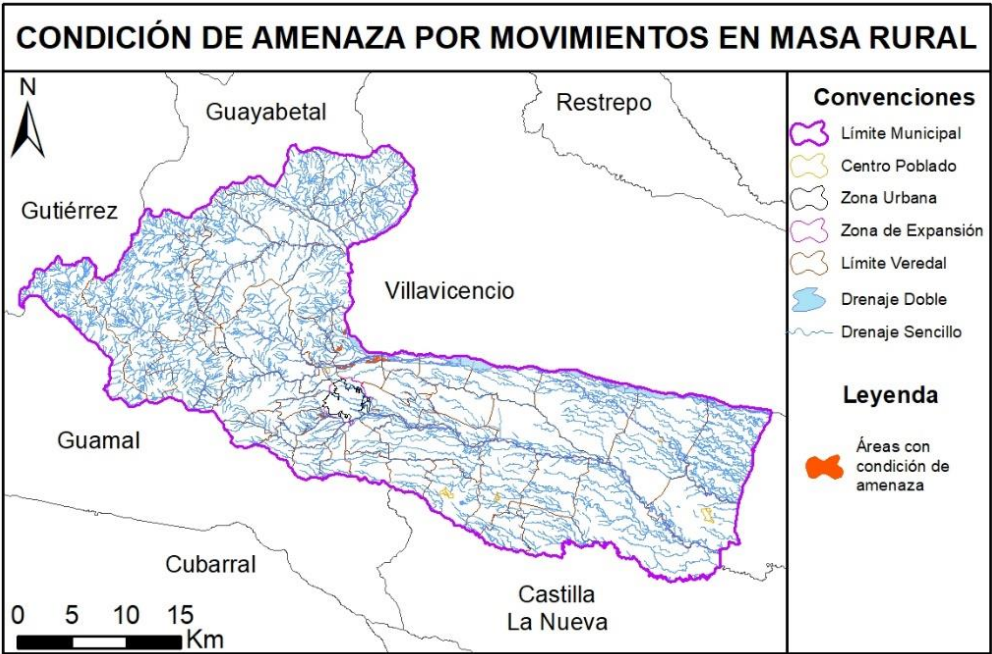 CONDICIÓN DE AMENAZA POR MOVIMIENTOS EN MASA RURAL
N
Guayabetal
Restrepo
Gutiérrez
Villavicencio
Guamal
Cubarral
Castilla
La Nueva
0 5 10 15
Km
Convenciones
Límite Municipal
Centro Poblado
Zona Urbana
Zona de Expansión
Límite Veredal
Drenaje Doble
Drenaje Sencillo
Leyenda
Áreas con
condición de
amenaza